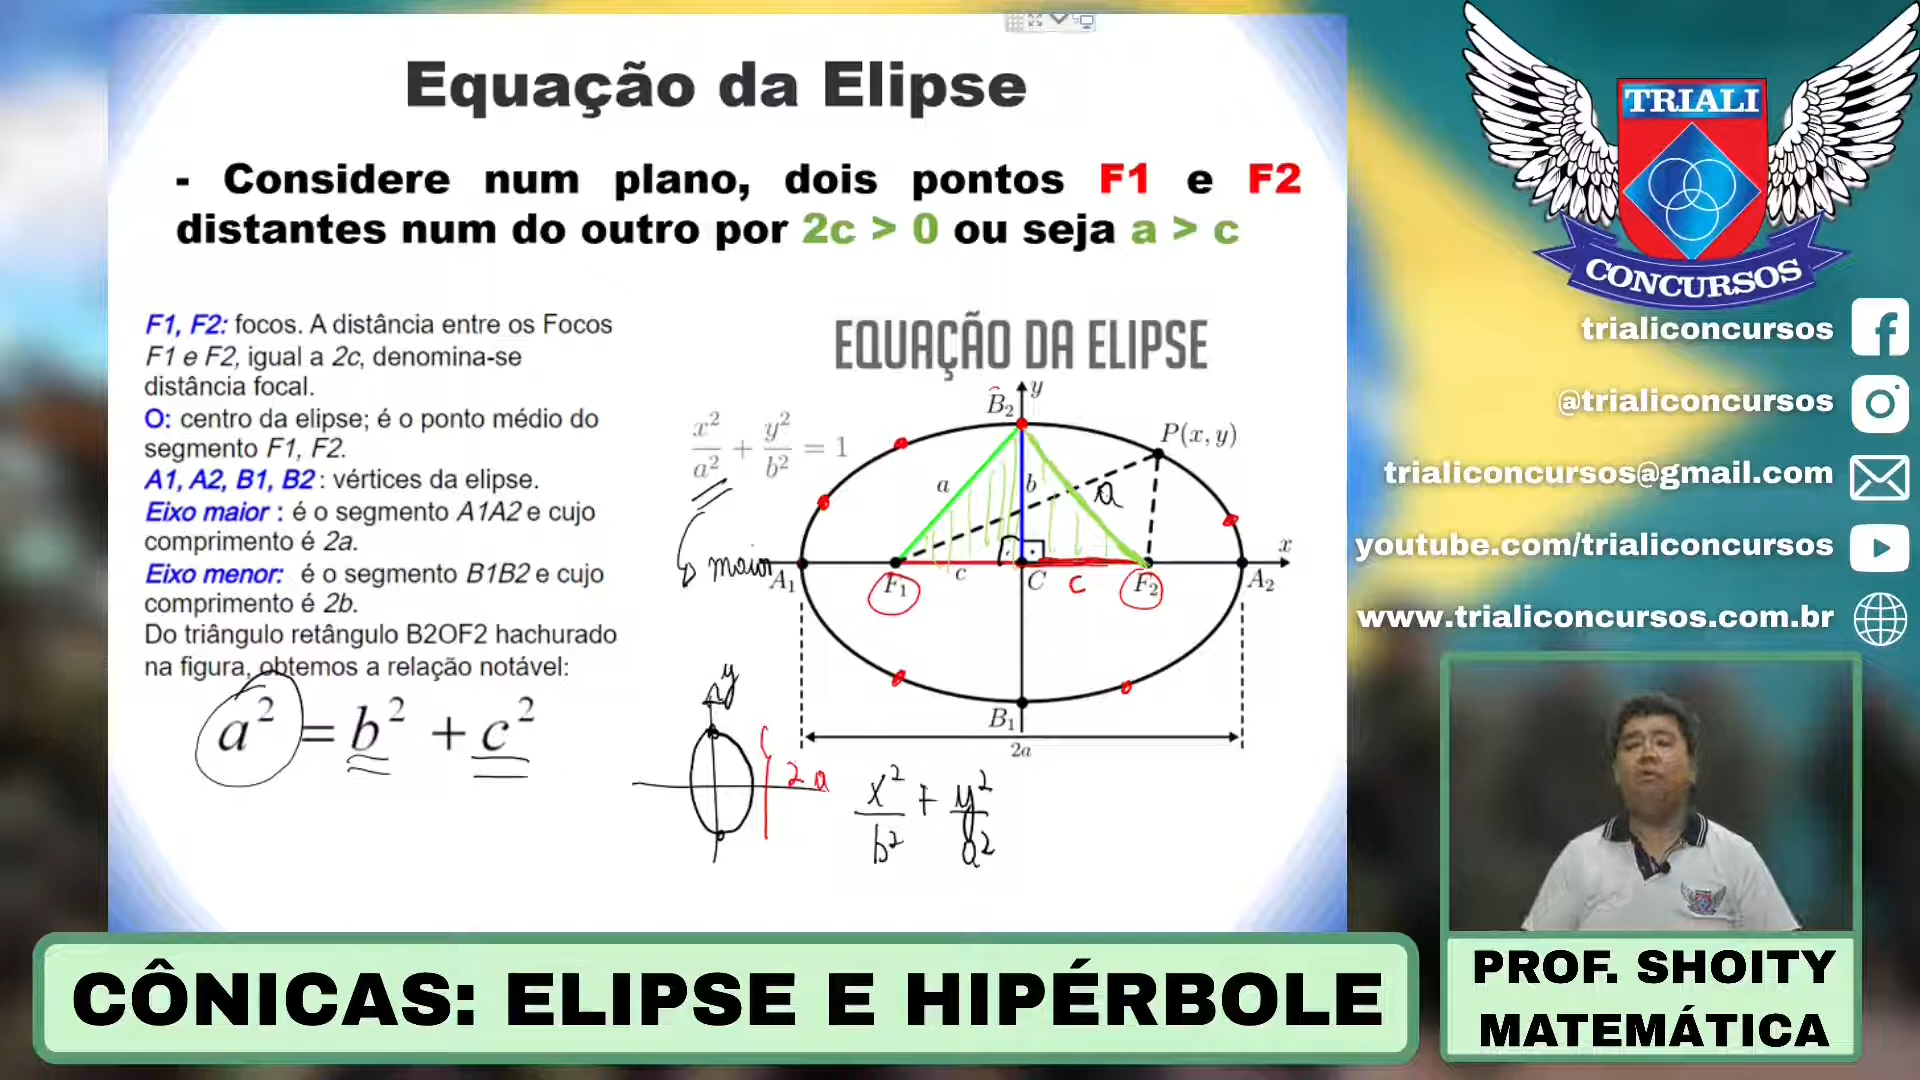 Equação da Elipse
- Considere num plano, dois pontos F1 e F2
distantes num do outro por 2c > 0 ou seja a > c
F1, F2: focos. A distância entre os Focos
F1 e F2, igual a 2c, denomina-se
distância focal.
O: centro da elipse; é o ponto médio do
segmento F1, F2.
A1, A2, B1, B2 : vértices da elipse.
Eixo maior : é o segmento A1A2 e cujo
comprimento é 2a.
Eixo menor: é o segmento B1B2 e cujo
comprimento é 2b.
Do triângulo retângulo B2OF2 hachurado
na figura, obtemos a relação notável:
a² = b² + c²
EQUAÇÃO DA ELIPSE
x²/a² + y²/b² = 1
maior
B₂
y
P(x, y)
a
b
a
x
A₁
F₁
c
C
c
F₂
A₂
B₁
2a
y
2a
x²/b² + y²/a²
TRIALI
CONCURSOS
trialiconcursos
@trialiconcursos
trialiconcursos@gmail.com
youtube.com/trialiconcursos
www.trialiconcursos.com.br
CÔNICAS: ELIPSE E HIPÉRBOLE
PROF. SHOITY
MATEMÁTICA